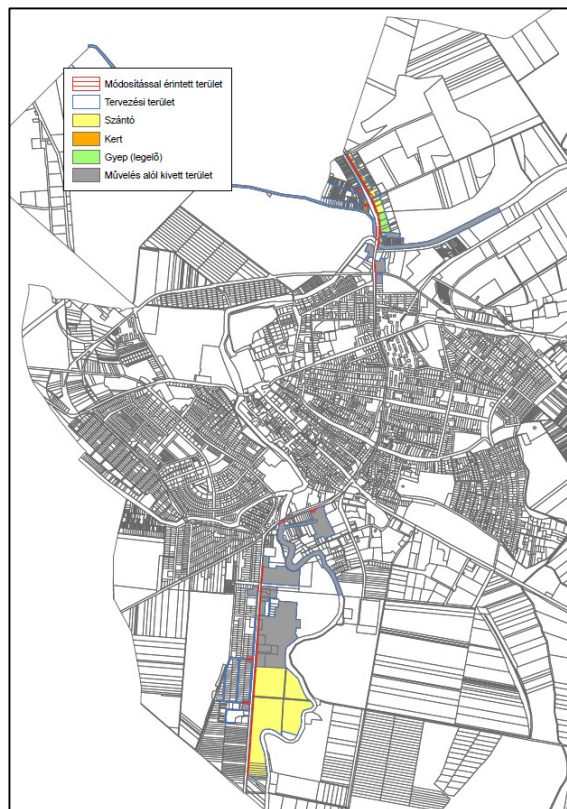 Módosítással érintett terület
Tervezési terület
Szántó
Kert
Gyep (legelő)
Művelés alól kivett terület